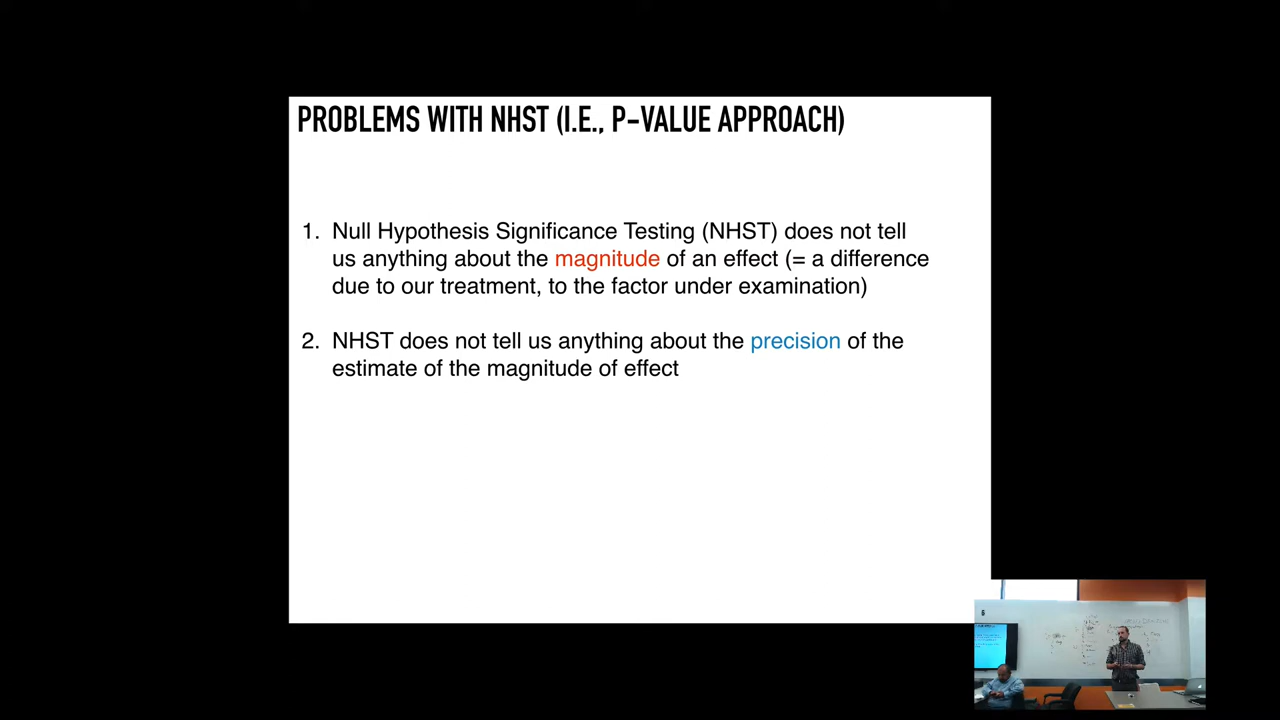 PROBLEMS WITH NHST (I.E., P-VALUE APPROACH)
1. Null Hypothesis Significance Testing (NHST) does not tell
us anything about the magnitude of an effect (= a difference
due to our treatment, to the factor under examination)
2. NHST does not tell us anything about the precision of the
estimate of the magnitude of effect
6